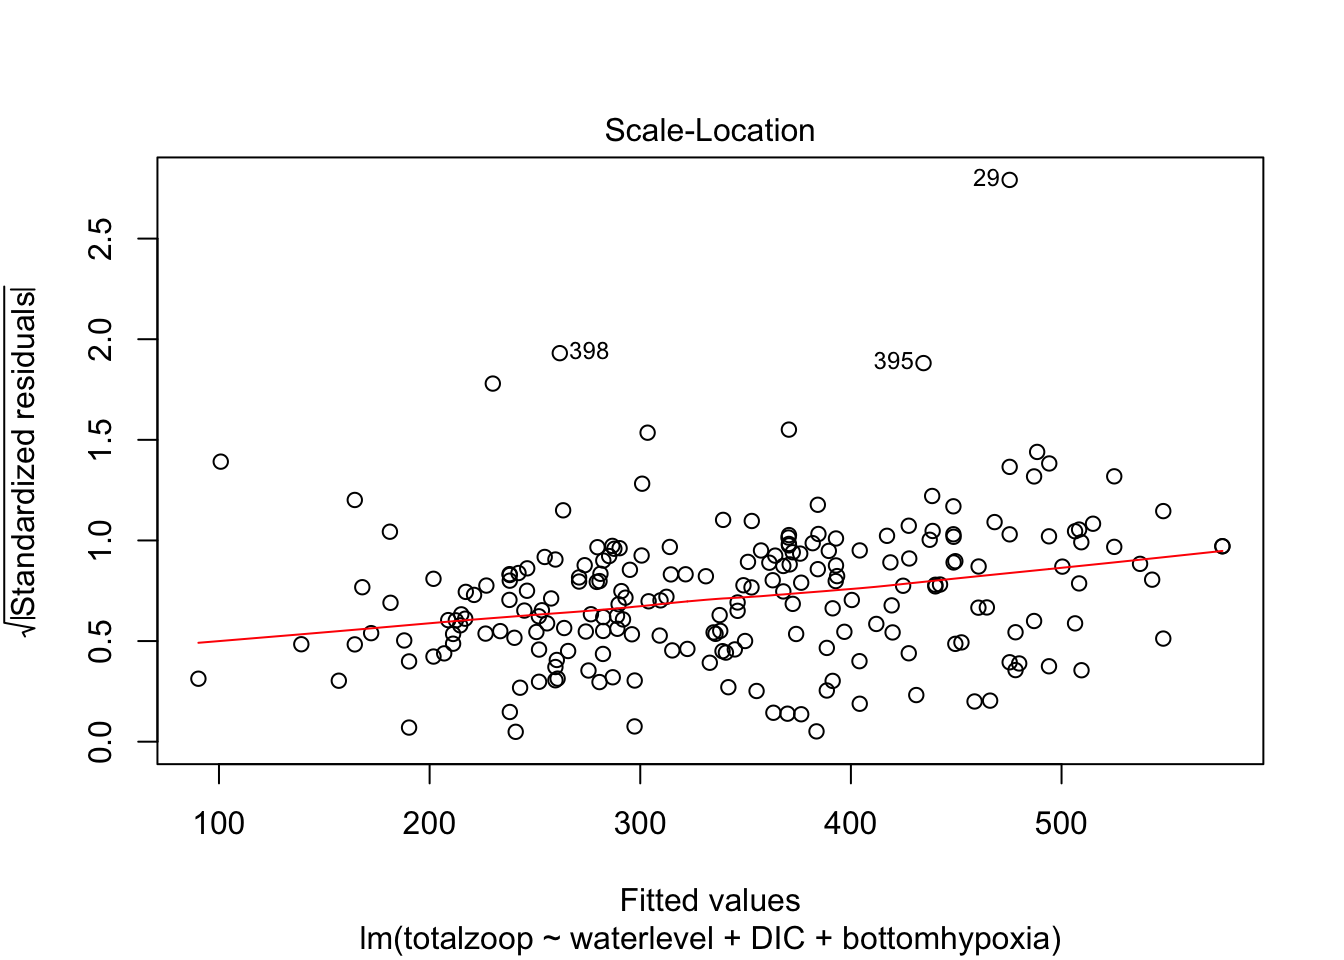 Scale-Location
√|Standardized residuals|
2.5
2.0
1.5
1.0
0.5
0.0
29
398
395
100 200 300 400 500
Fitted values
lm(totalzoop ~ waterlevel + DIC + bottomhypoxia)